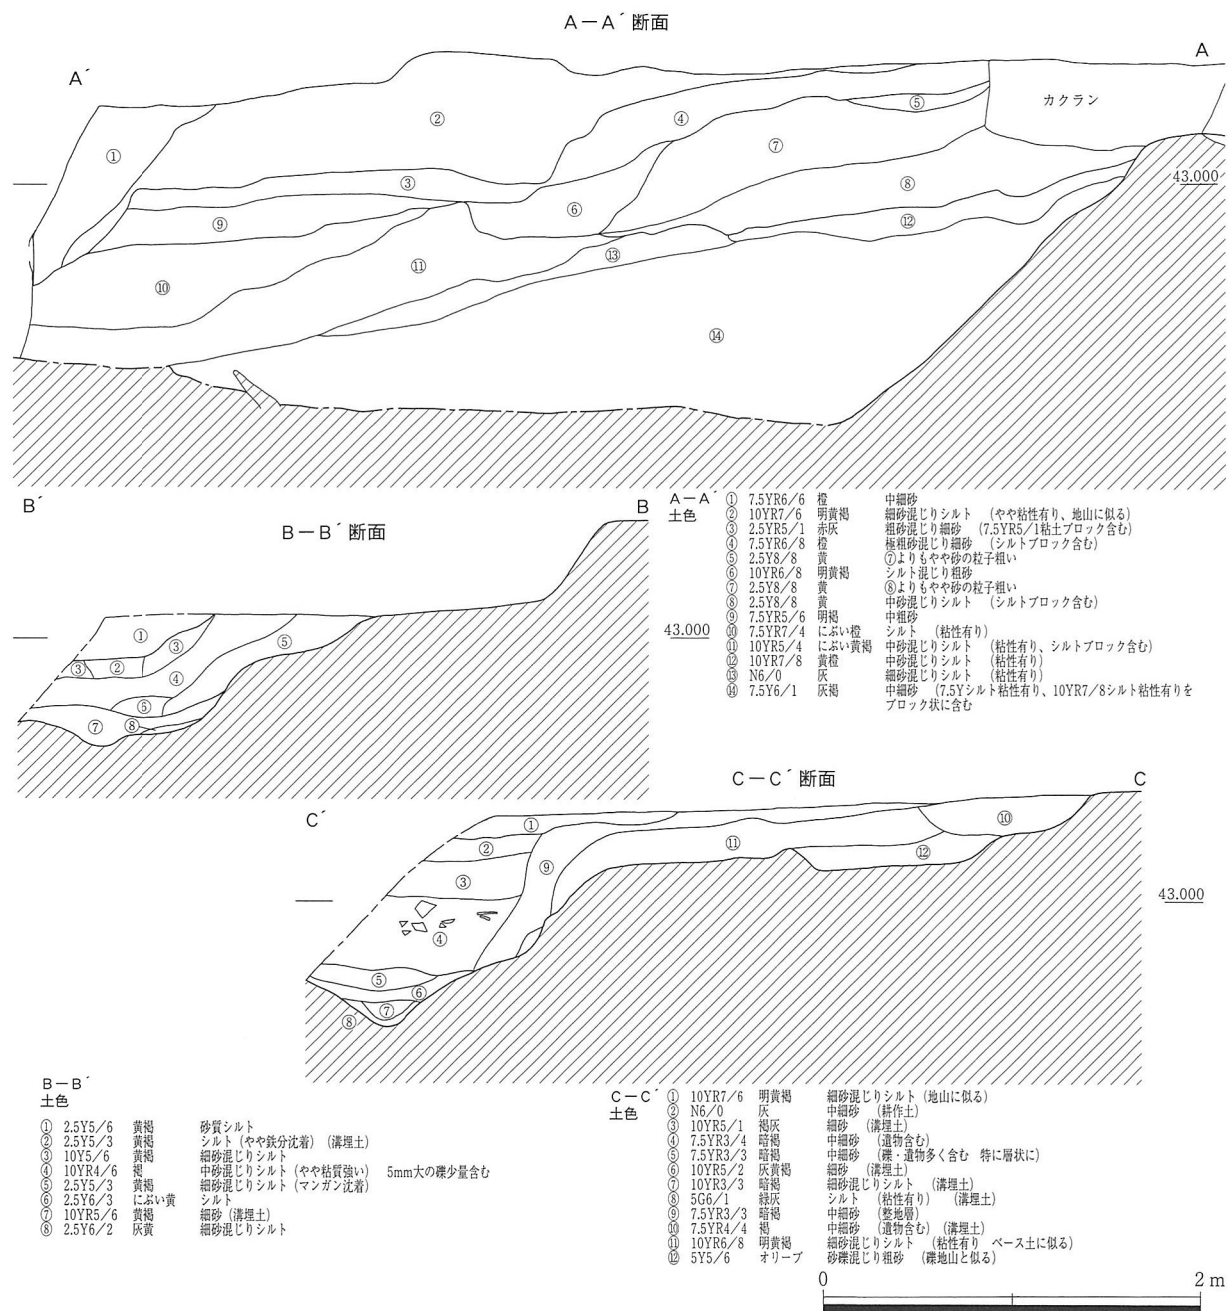 A－A´断面
A´
A
①
②
③
④
⑤
カクラン
⑥
⑦
⑧
⑨
⑩
⑪
⑫
⑬
⑭
43.000
B´
B
B－B´断面
①
②
③
③
④
⑤
⑥
⑦
⑧
43.000
A－A´
土色
① 7.5YR6／6 橙 中細砂
② 10YR7／6 明黄褐 細砂混じりシルト （やや粘性有り、地山に似る）
③ 2.5YR5／1 赤灰 粗砂混じり細砂 （7.5YR5／1粘土ブロック含む）
④ 7.5YR6／8 橙 極粗砂混じり細砂 （シルトブロック含む）
⑤ 2.5Y8／8 黄 ⑦よりもやや砂の粒子粗い
⑥ 10YR6／8 明黄褐 シルト混じり粗砂
⑦ 2.5Y8／8 黄 ⑧よりもやや砂の粒子粗い
⑧ 2.5Y8／8 黄 中砂混じりシルト （シルトブロック含む）
⑨ 7.5YR5／6 明褐 中粗砂
⑩ 7.5YR7／4 にぶい橙 シルト （粘性有り）
⑪ 10YR5／4 にぶい黄褐 中砂混じりシルト （粘性有り、シルトブロック含む）
⑫ 10YR7／8 黄橙 中砂混じりシルト （粘性有り）
⑬ N6／0 灰 細砂混じりシルト （粘性有り）
⑭ 7.5Y6／1 灰褐 中細砂 （7.5Yシルト粘性有り、10YR7／8シルト粘性有りを
ブロック状に含む
C－C´断面
C´
C
①
②
③
④
⑤
⑥
⑦
⑧
⑨
⑩
⑪
⑫
43.000
B－B´
土色
① 2.5Y5／6 黄褐 砂質シルト
② 2.5Y5／3 黄褐 シルト（やや鉄分沈着）（溝埋土）
③ 10Y5／6 黄褐 細砂混じりシルト
④ 10YR4／6 褐 中砂混じりシルト（やや粘質強い） 5mm大の礫少量含む
⑤ 2.5Y5／3 黄褐 細砂混じりシルト（マンガン沈着）
⑥ 2.5Y6／3 にぶい黄 シルト
⑦ 10YR5／6 黄褐 細砂（溝埋土）
⑧ 2.5Y6／2 灰黄 細砂混じりシルト
C－C´
土色
① 10YR7／6 明黄褐 細砂混じりシルト（地山に似る）
② N6／0 灰 中細砂 （耕作土）
③ 10YR5／1 褐灰 細砂 （溝埋土）
④ 7.5YR3／4 暗褐 中細砂 （遺物含む）
⑤ 7.5YR3／3 暗褐 中細砂 （礫・遺物多く含む 特に層状に）
⑥ 10YR5／2 灰黄褐 細砂 （溝埋土）
⑦ 10YR3／3 暗褐 細砂混じりシルト （溝埋土）
⑧ 5G6／1 緑灰 シルト （粘性有り） （溝埋土）
⑨ 7.5YR3／3 暗褐 中細砂 （整地層）
⑩ 7.5YR4／4 褐 中細砂 （遺物含む）（溝埋土）
⑪ 10YR6／8 明黄褐 細砂混じりシルト （粘性有り ベース土に似る）
⑫ 5Y5／6 オリーブ 砂礫混じり粗砂 （礫地山と似る）
0 2 m